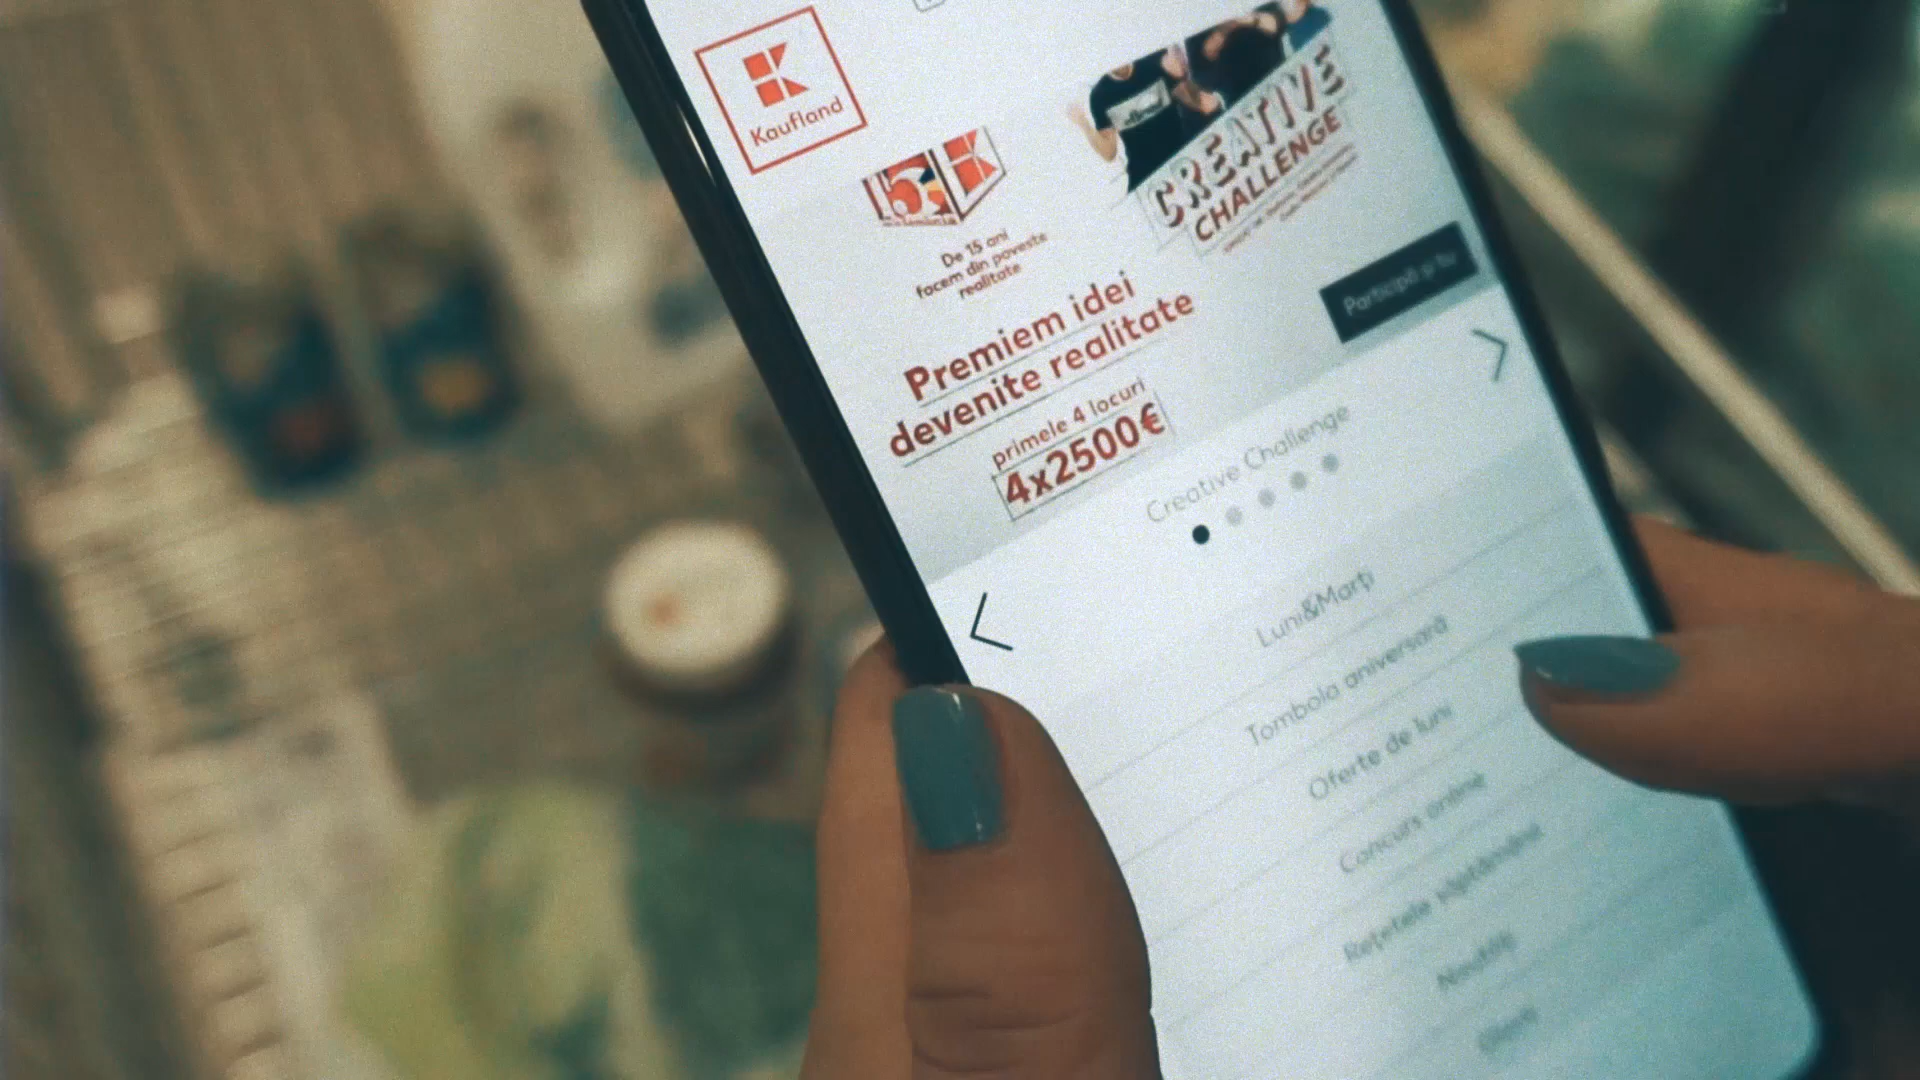 Kaufland
15
De 15 ani
facem din poveste
realitate
CREATIVE
CHALLENGE
Participă și tu
Premiem idei
devenite realitate
primele 4 locuri
4x2500€
Creative Challenge
Luni&Marți
Tombola aniversară
Oferte de luni
Concurs online
Rețetele săptămânii
Noutăți